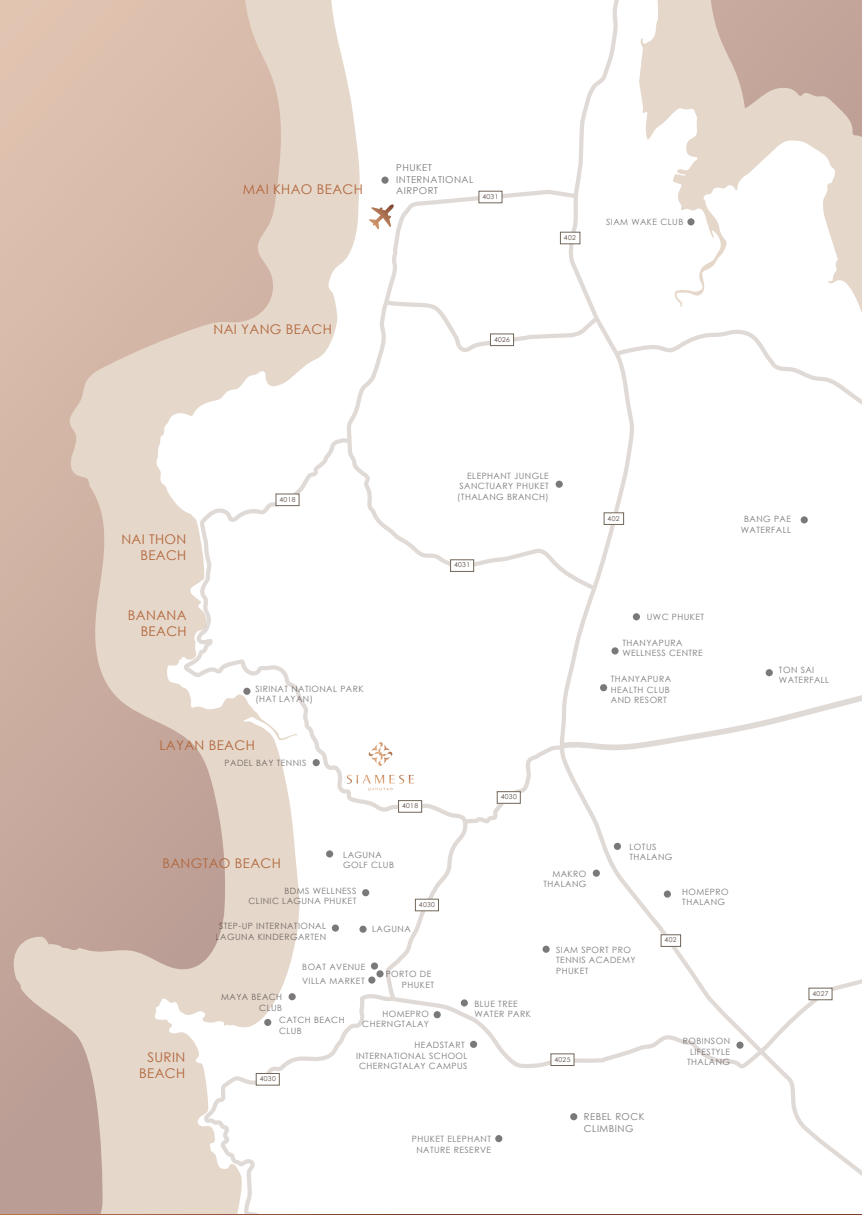 PHUKET
INTERNATIONAL
AIRPORT
MAI KHAO BEACH
4031
SIAM WAKE CLUB
402
NAI YANG BEACH
4026
ELEPHANT JUNGLE
SANCTUARY PHUKET
(THALANG BRANCH)
4018
402
BANG PAE
WATERFALL
NAI THON
BEACH
4031
BANANA
BEACH
UWC PHUKET
THANYAPURA
WELLNESS CENTRE
TON SAI
WATERFALL
THANYAPURA
HEALTH CLUB
AND RESORT
SIRINAT NATIONAL PARK
(HAT LAYAN)
LAYAN BEACH
PADEL BAY TENNIS
SIAMESE
4018
4030
LAGUNA
GOLF CLUB
BANGTAO BEACH
LOTUS
THALANG
MAKRO
THALANG
HOMEPRO
THALANG
BDMS WELLNESS
CLINIC LAGUNA PHUKET
4030
STEP-UP INTERNATIONAL
LAGUNA KINDERGARTEN
LAGUNA
402
SIAM SPORT PRO
TENNIS ACADEMY
PHUKET
BOAT AVENUE
VILLA MARKET
PORTO DE
PHUKET
4027
MAYA BEACH
CLUB
BLUE TREE
WATER PARK
HOMEPRO
CHERNGTALAY
CATCH BEACH
CLUB
HEADSTART
INTERNATIONAL SCHOOL
CHERNGTALAY CAMPUS
ROBINSON
LIFESTYLE
THALANG
SURIN
BEACH
4025
4030
REBEL ROCK
CLIMBING
PHUKET ELEPHANT
NATURE RESERVE